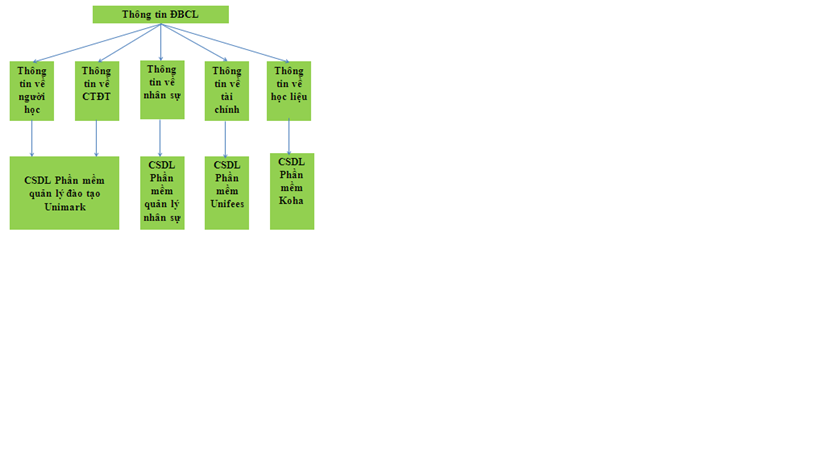 Thông tin ĐBCL
Thông
tin về
người
học
Thông
tin về
CTĐT
Thông
tin về
nhân sự
Thông
tin về
tài
chính
Thông
tin về
học liệu
CSDL Phần mềm
quản lý đào tạo
Unimark
CSDL
Phần
mềm
quản lý
nhân sự
CSDL
Phần
mềm
Unifees
CSDL
Phần
mềm
Koha